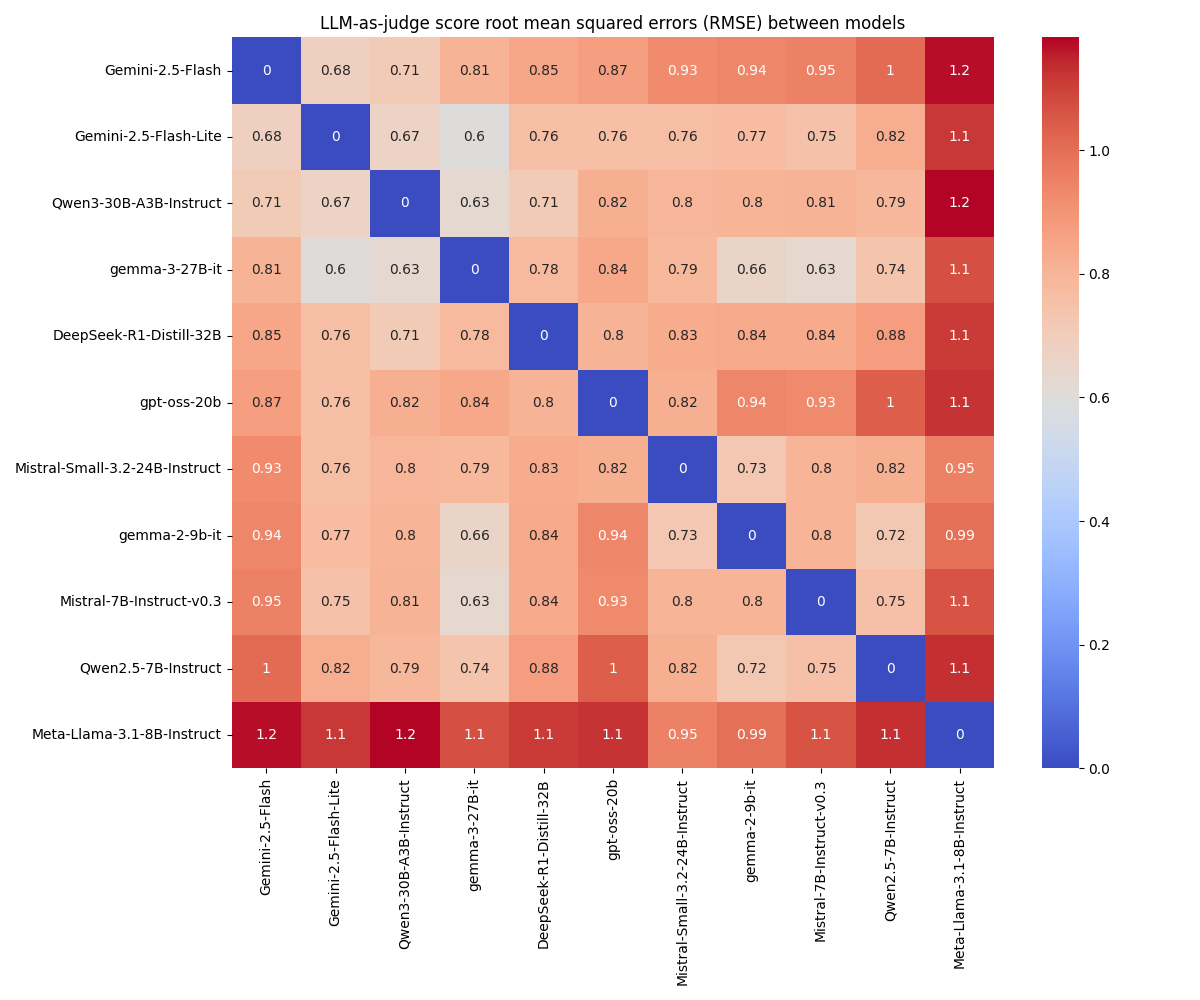 LLM-as-judge score root mean squared errors (RMSE) between models
Gemini-2.5-Flash 0 0.68 0.71 0.81 0.85 0.87 0.93 0.94 0.95 1 1.2
Gemini-2.5-Flash-Lite 0.68 0 0.67 0.6 0.76 0.76 0.76 0.77 0.75 0.82 1.1
Qwen3-30B-A3B-Instruct 0.71 0.67 0 0.63 0.71 0.82 0.8 0.8 0.81 0.79 1.2
gemma-3-27B-it 0.81 0.6 0.63 0 0.78 0.84 0.79 0.66 0.63 0.74 1.1
DeepSeek-R1-Distill-32B 0.85 0.76 0.71 0.78 0 0.8 0.83 0.84 0.84 0.88 1.1
gpt-oss-20b 0.87 0.76 0.82 0.84 0.8 0 0.82 0.94 0.93 1 1.1
Mistral-Small-3.2-24B-Instruct 0.93 0.76 0.8 0.79 0.83 0.82 0 0.73 0.8 0.82 0.95
gemma-2-9b-it 0.94 0.77 0.8 0.66 0.84 0.94 0.73 0 0.8 0.72 0.99
Mistral-7B-Instruct-v0.3 0.95 0.75 0.81 0.63 0.84 0.93 0.8 0.8 0 0.75 1.1
Qwen2.5-7B-Instruct 1 0.82 0.79 0.74 0.88 1 0.82 0.72 0.75 0 1.1
Meta-Llama-3.1-8B-Instruct 1.2 1.1 1.2 1.1 1.1 1.1 0.95 0.99 1.1 1.1 0
Gemini-2.5-Flash
Gemini-2.5-Flash-Lite
Qwen3-30B-A3B-Instruct
gemma-3-27B-it
DeepSeek-R1-Distill-32B
gpt-oss-20b
Mistral-Small-3.2-24B-Instruct
gemma-2-9b-it
Mistral-7B-Instruct-v0.3
Qwen2.5-7B-Instruct
Meta-Llama-3.1-8B-Instruct
1.0
0.8
0.6
0.4
0.2
0.0